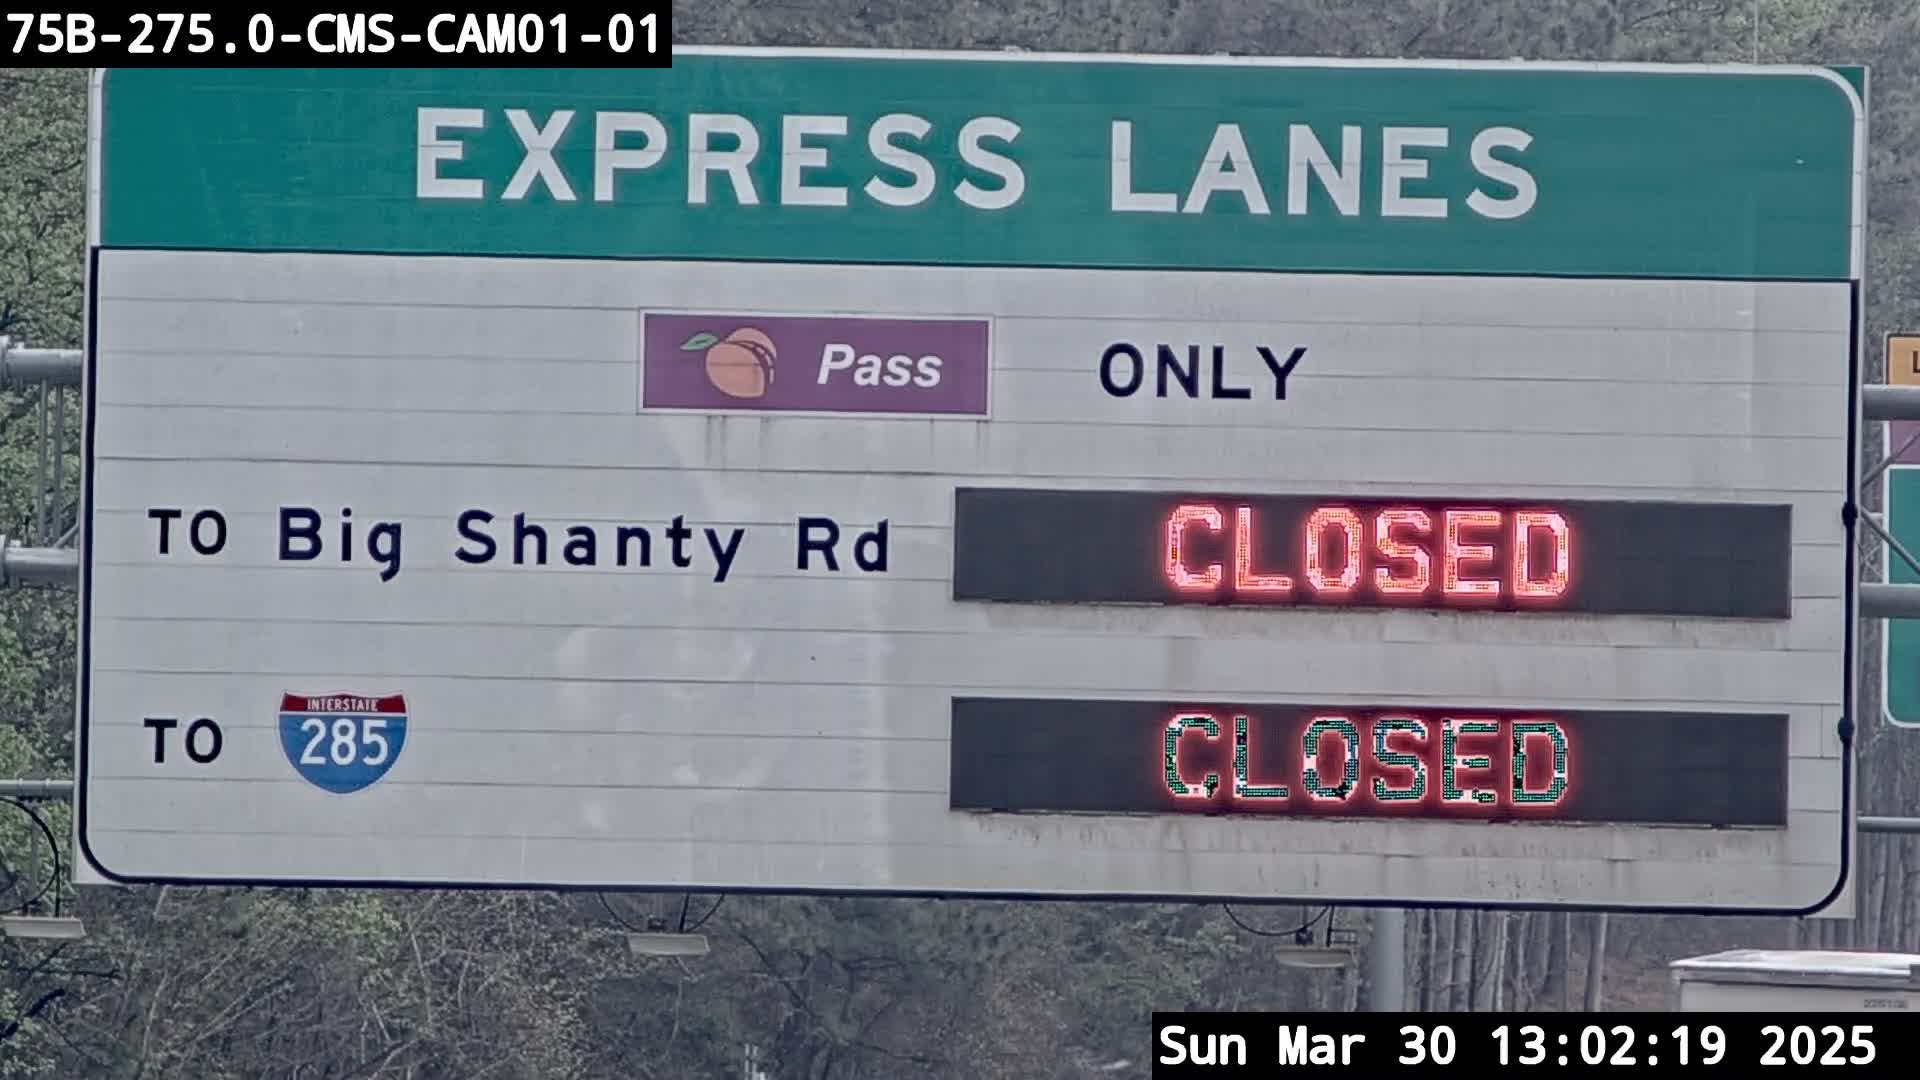 75B-275.0-CMS-CAM01-01
EXPRESS LANES
Pass ONLY
TO Big Shanty Rd CLOSED
TO INTERSTATE 285 CLOSED
Sun Mar 30 13:02:19 2025